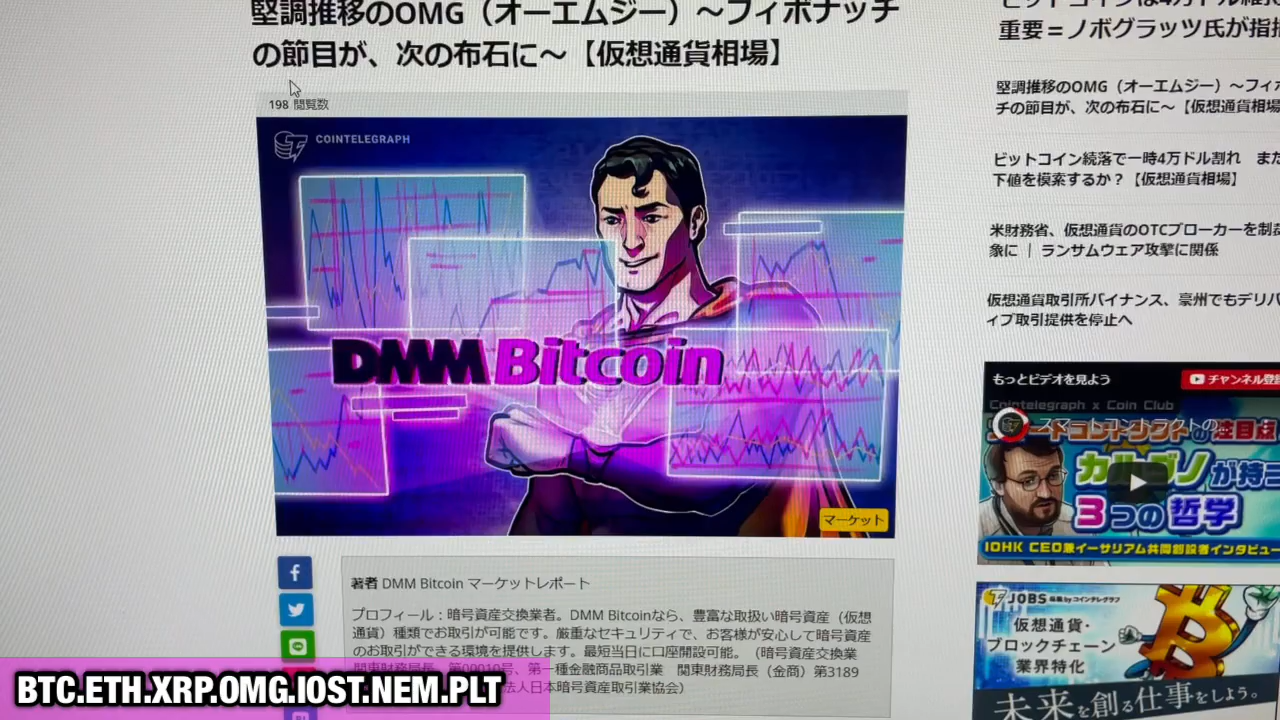 堅調推移のOMG（オーエムジー）〜フィボナッチ
の節目が、次の布石に〜【仮想通貨相場】
198 閲覧数
COINTELEGRAPH
DMM Bitcoin
マーケット
著者 DMM Bitcoin マーケットレポート
プロフィール：暗号資産交換業者。DMM Bitcoinなら、豊富な取扱い暗号資産（仮想
通貨）種類でお取引が可能です。厳重なセキュリティで、お客様が安心して暗号資産
のお取引ができる環境を提供します。最短当日に口座開設可能。（暗号資産交換業
関東財務局長 第00010号、第一種金融商品取引業 関東財務局長（金商）第3189
法人日本暗号資産取引業協会）
BTC.ETH.XRP.OMG.IOST.NEM.PLT
重要＝ノボグラッツ氏が指
堅調推移のOMG（オーエムジー）〜フィボ
チの節目が、次の布石に〜【仮想通貨相場
ビットコイン続落で一時4万ドル割れ また
下値を模索するか？【仮想通貨相場】
米財務省、仮想通貨のOTCブローカーを制
象に ｜ ランサムウェア攻撃に関係
仮想通貨取引所バイナンス、豪州でもデリバ
ィブ取引提供を停止へ
もっとビデオを見よう
チャンネル登
Cointelegraph x Coin Club
の注目点
カルダノが持
3つの哲学
IOHK CEO兼イーサリアム共同創設者インタビュー
JOBS
仮想通貨・
ブロックチェーン
業界特化
未来を創る仕事をしよう。